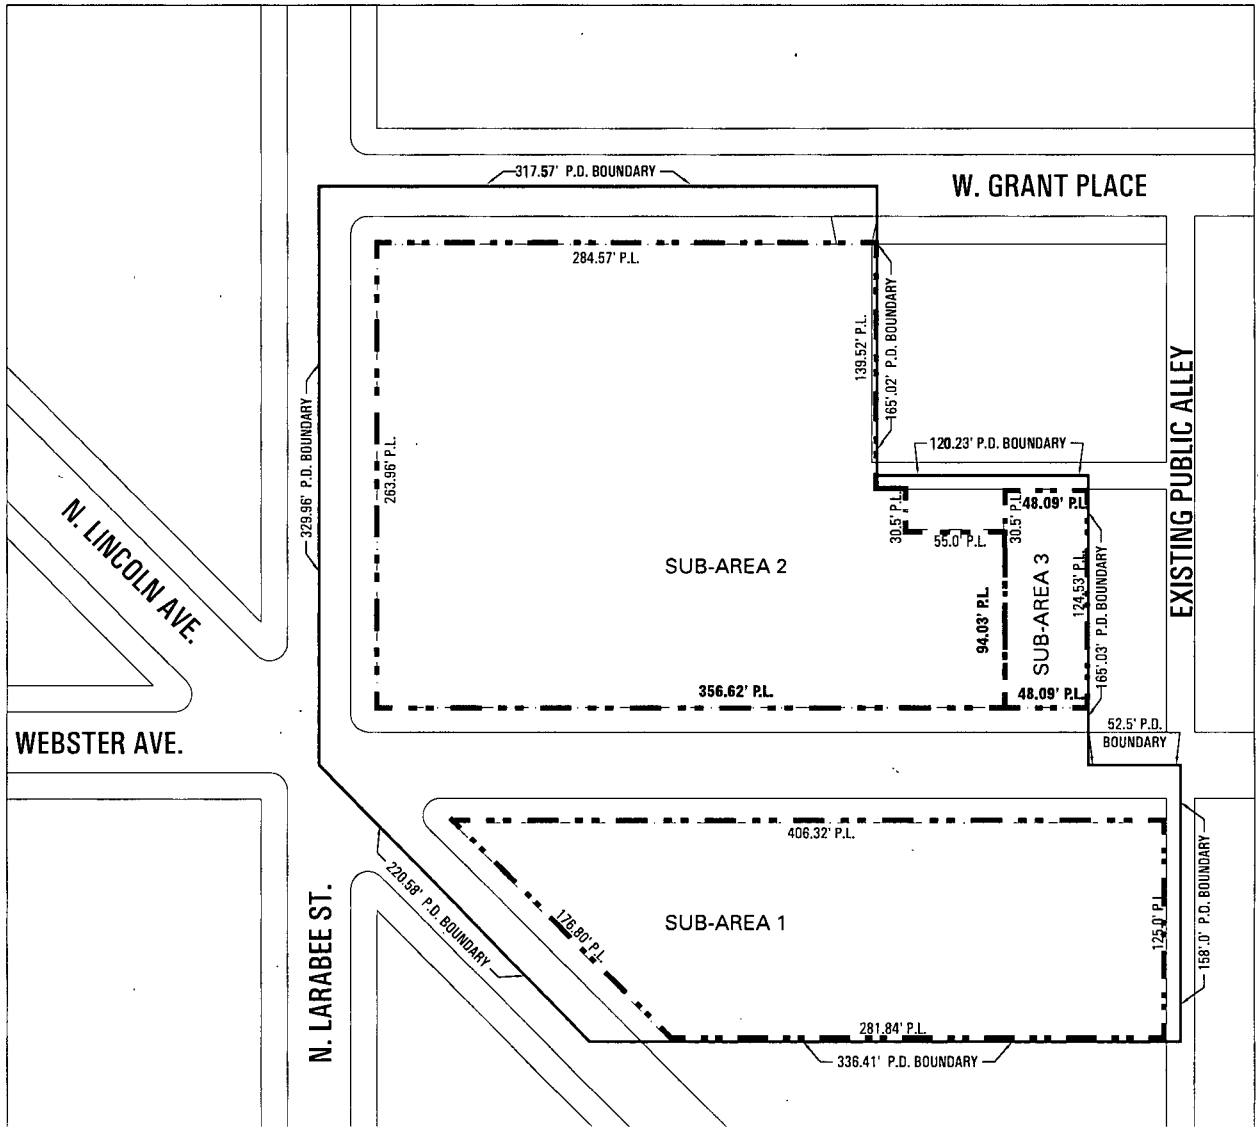 317.57' P.D. BOUNDARY
W. GRANT PLACE
284.57' P.L.
139.52' P.L.
165'.02' P.D. BOUNDARY
EXISTING PUBLIC ALLEY
329.96' P.D. BOUNDARY
263.96' P.L.
120.23' P.D. BOUNDARY
30.5' P.L.
55.0' P.L.
30.5' P.L.
48.09' P.L.
N. LINCOLN AVE.
SUB-AREA 2
94.03' P.L.
SUB-AREA 3
124.53' P.L.
165'.03' P.D. BOUNDARY
356.62' P.L.
48.09' P.L.
52.5' P.D.
BOUNDARY
WEBSTER AVE.
406.32' P.L.
220.58' P.D. BOUNDARY
176.80' P.L.
SUB-AREA 1
125.0' P.L.
158'.0' P.D. BOUNDARY
N. LARABEE ST.
281.84' P.L.
336.41' P.D. BOUNDARY